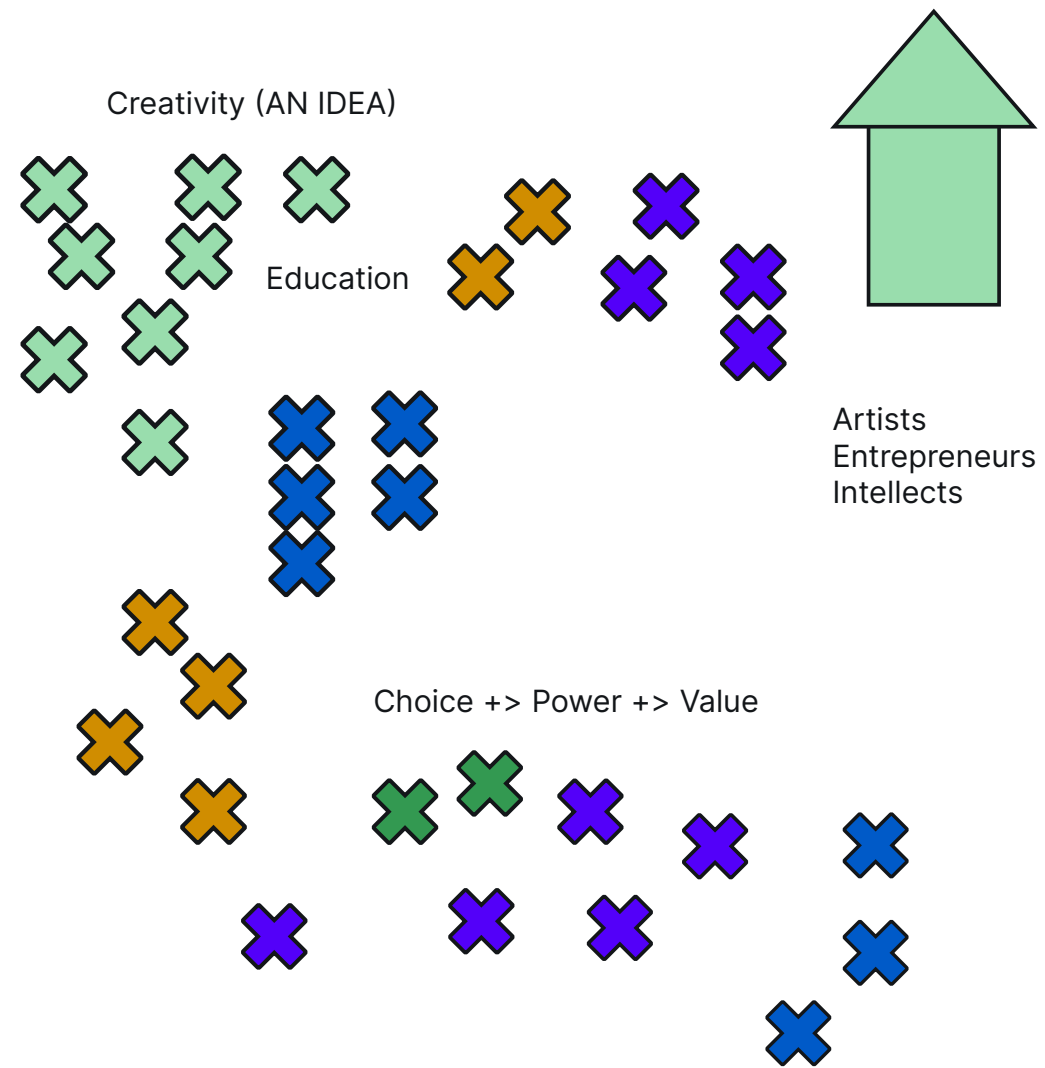 Creativity (AN IDEA)
Education
Artists
Entrepreneurs
Intellects
Choice +> Power +> Value